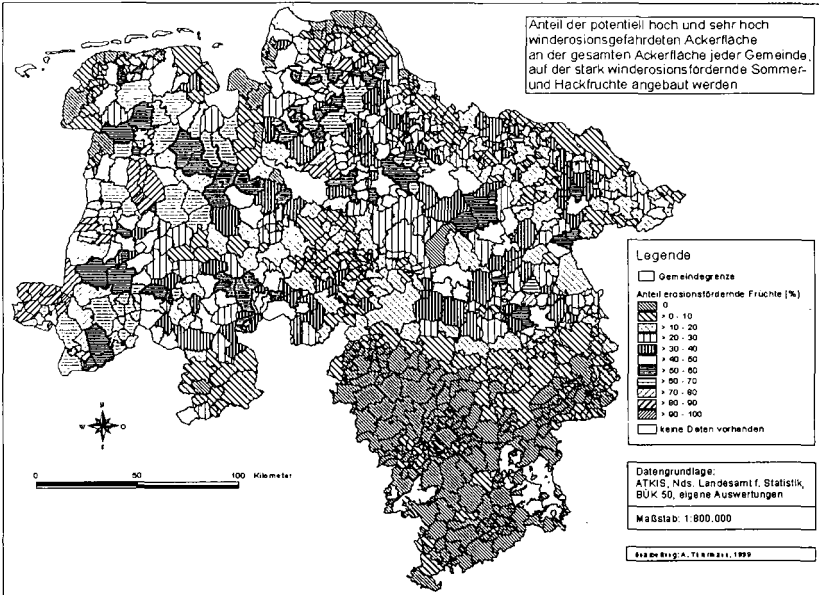 Anteil der potentiell hoch und sehr hoch
winderosionsgefahrdeten Ackerfläche
an der gesamten Ackerfläche jeder Gemeinde,
auf der stark winderosionsfördernde Sommer-
und Hackfruchte angebaut werden
Legende
Gemeindegrenze
Anteil erosionsfördernde Früchte [%]
0
> 0 - 10
> 10 - 20
> 20 - 30
> 30 - 40
> 40 - 50
> 50 - 60
> 60 - 70
> 70 - 80
> 80 - 90
> 90 - 100
keine Daten vorhanden
N
W O
S
0 50 100 Kilometer
Datengrundlage:
ATKIS, Nds. Landesamt f. Statistik,
BÜK 50, eigene Auswertungen
Maßstab: 1:800.000
A. 1999